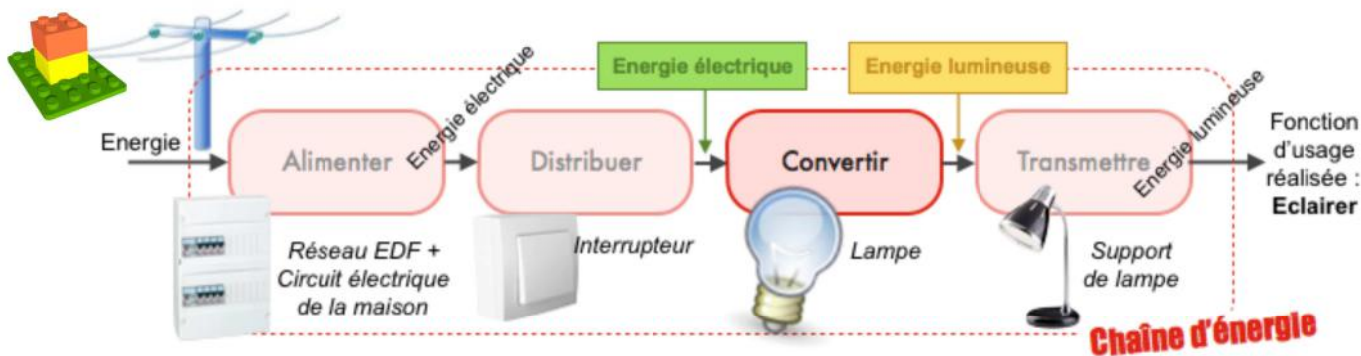 Energie électrique
Energie lumineuse
Energie
Alimenter
Energie électrique
Distribuer
Convertir
Transmettre
Energie lumineuse
Fonction
d'usage
réalisée :
Eclairer
Réseau EDF +
Circuit électrique
de la maison
Interrupteur
Lampe
Support
de lampe
Chaîne d'énergie